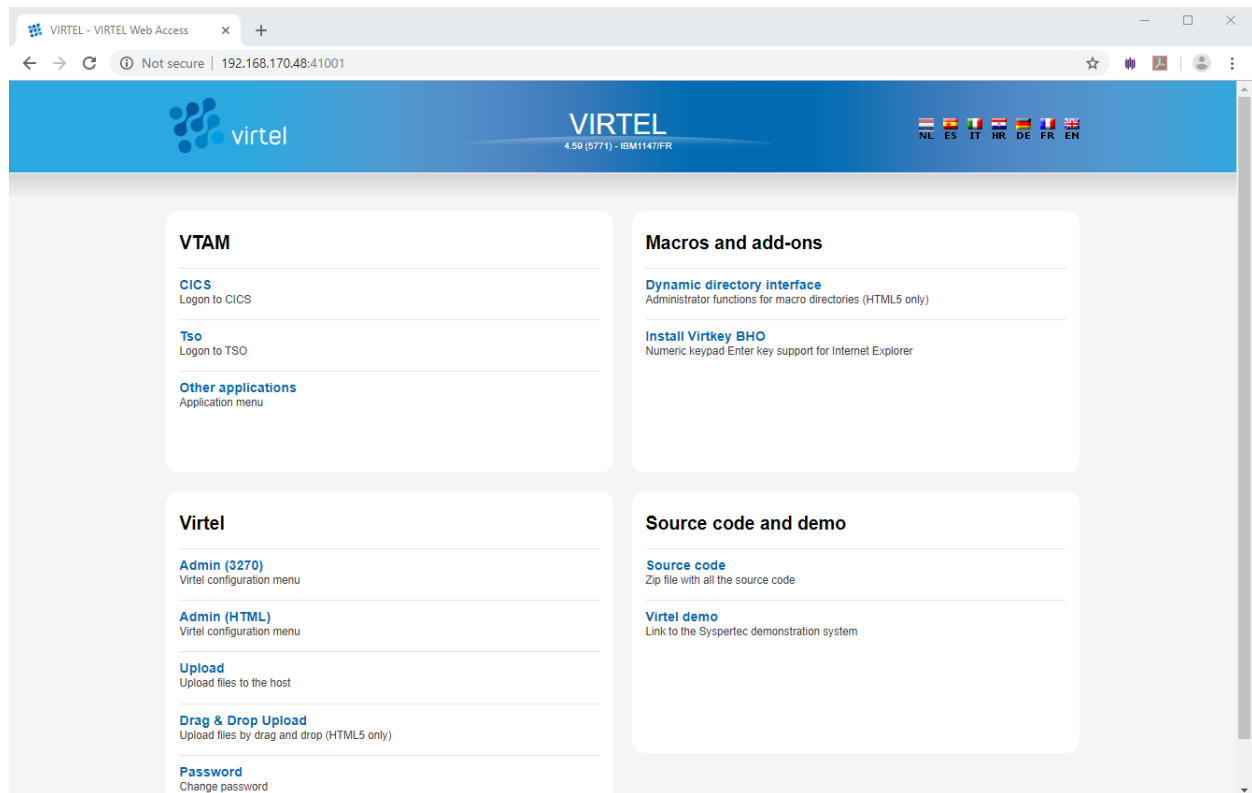 VIRTEL - VIRTEL Web Access
Not secure | 192.168.170.48:41001
virtel
VIRTEL
4.59 (5771) - IBM1147/FR
NL ES IT HR DE FR EN
VTAM
CICS
Logon to CICS
Tso
Logon to TSO
Other applications
Application menu
Macros and add-ons
Dynamic directory interface
Administrator functions for macro directories (HTML5 only)
Install Virtkey BHO
Numeric keypad Enter key support for Internet Explorer
Virtel
Admin (3270)
Virtel configuration menu
Admin (HTML)
Virtel configuration menu
Upload
Upload files to the host
Drag & Drop Upload
Upload files by drag and drop (HTML5 only)
Password
Change password
Source code and demo
Source code
Zip file with all the source code
Virtel demo
Link to the Syspertec demonstration system